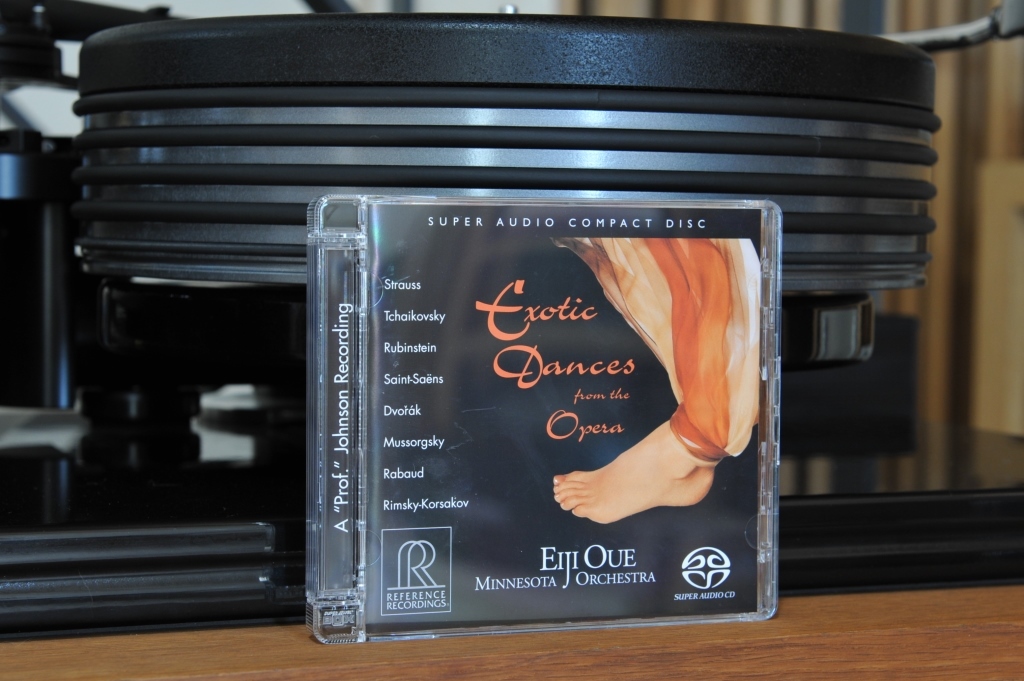 SUPER AUDIO COMPACT DISC
A "Prof." Johnson Recording
Strauss
Tchaikovsky
Rubinstein
Saint-Saëns
Dvořák
Mussorgsky
Rabaud
Rimsky-Korsakov
Exotic
Dances
from the
Opera
R
REFERENCE
RECORDINGS
EIJI OUE
MINNESOTA ORCHESTRA
SUPER AUDIO CD